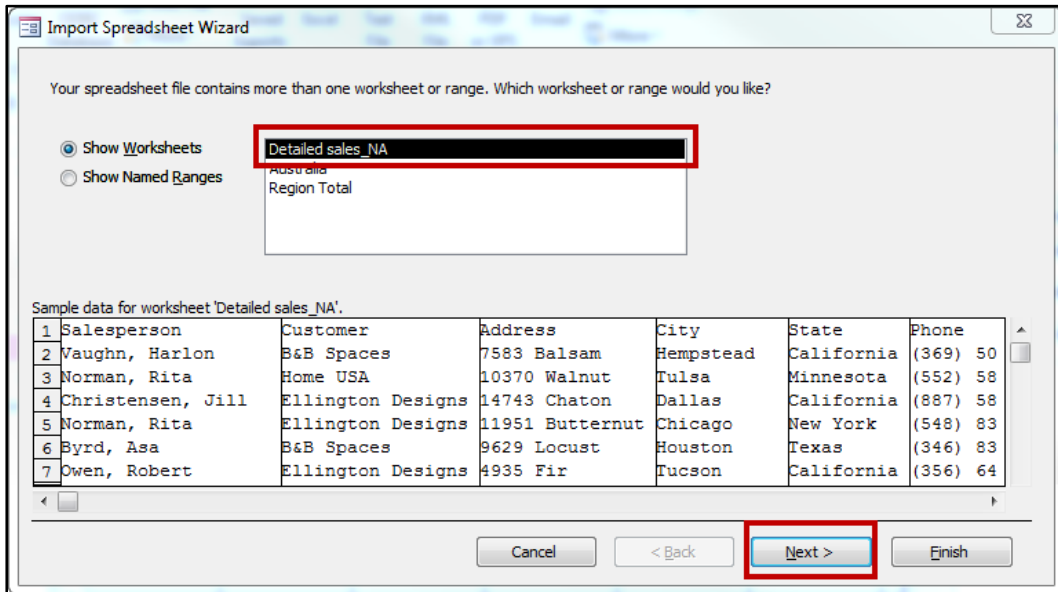 Import Spreadsheet Wizard
Your spreadsheet file contains more than one worksheet or range. Which worksheet or range would you like?
Show Worksheets
Show Named Ranges
Detailed sales_NA
Australia
Region Total
Sample data for worksheet 'Detailed sales_NA'.
1 Salesperson Customer Address City State Phone
2 Vaughn, Harlon B&B Spaces 7583 Balsam Hempstead California (369) 50
3 Norman, Rita Home USA 10370 Walnut Tulsa Minnesota (552) 58
4 Christensen, Jill Ellington Designs 14743 Chaton Dallas California (887) 58
5 Norman, Rita Ellington Designs 11951 Butternut Chicago New York (548) 83
6 Byrd, Asa B&B Spaces 9629 Locust Houston Texas (346) 83
7 Owen, Robert Ellington Designs 4935 Fir Tucson California (356) 64
Cancel < Back Next > Finish